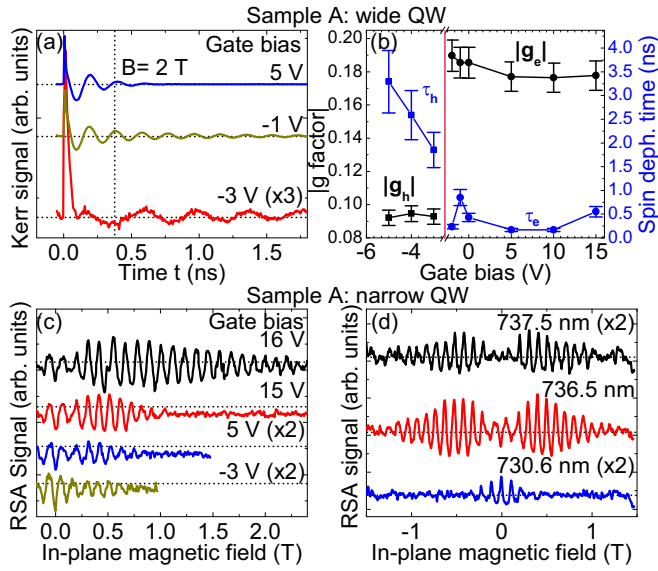 Sample A: wide QW
(a)
Gate bias
B= 2 T
5 V
-1 V
-3 V (x3)
Kerr signal (arb. units)
0.0 0.5 1.0 1.5
Time t (ns)
(b)
|g factor|
0.20
0.18
0.16
0.14
0.12
0.10
0.08
|gₑ|
τₕ
|gₕ|
τₑ
4.0
3.5
3.0
2.5
2.0
1.5
1.0
0.5
0.0
Spin deph. time (ns)
-6 -4 0 5 10 15
Gate bias (V)
Sample A: narrow QW
(c)
Gate bias
16 V
15 V
5 V (x2)
-3 V (x2)
RSA Signal (arb. units)
0.0 0.5 1.0 1.5 2.0
In-plane magnetic field (T)
(d)
737.5 nm (x2)
736.5 nm
730.6 nm (x2)
RSA signal (arb. units)
-1 0 1
In-plane magnetic field (T)